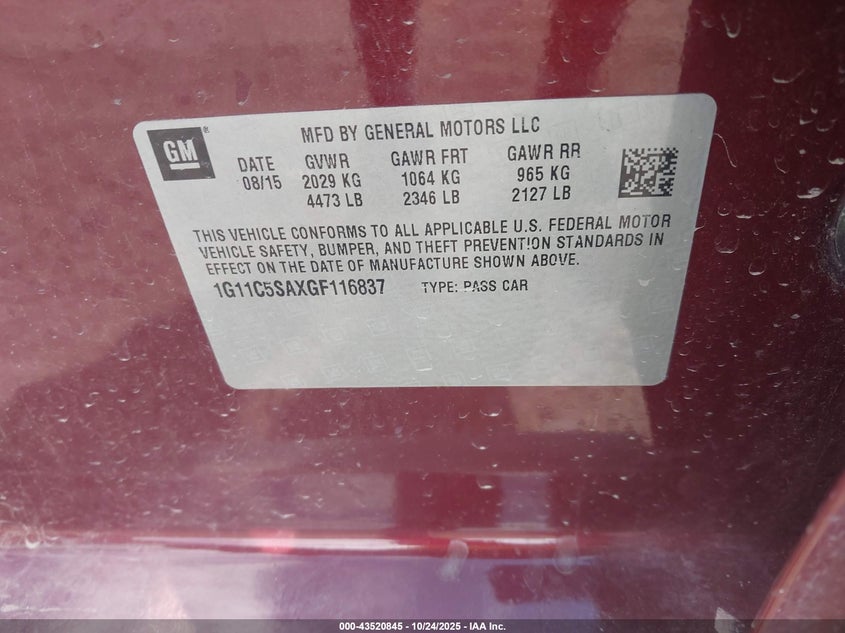 GM®
MFD BY GENERAL MOTORS LLC
DATE GVWR GAWR FRT GAWR RR
08/15 2029 KG 1064 KG 965 KG
4473 LB 2346 LB 2127 LB
THIS VEHICLE CONFORMS TO ALL APPLICABLE U.S. FEDERAL MOTOR
VEHICLE SAFETY, BUMPER, AND THEFT PREVENTION STANDARDS IN
EFFECT ON THE DATE OF MANUFACTURE SHOWN ABOVE.
1G11C5SAXGF116837 TYPE: PASS CAR
000-43520845 - 10/24/2025 - IAA Inc.